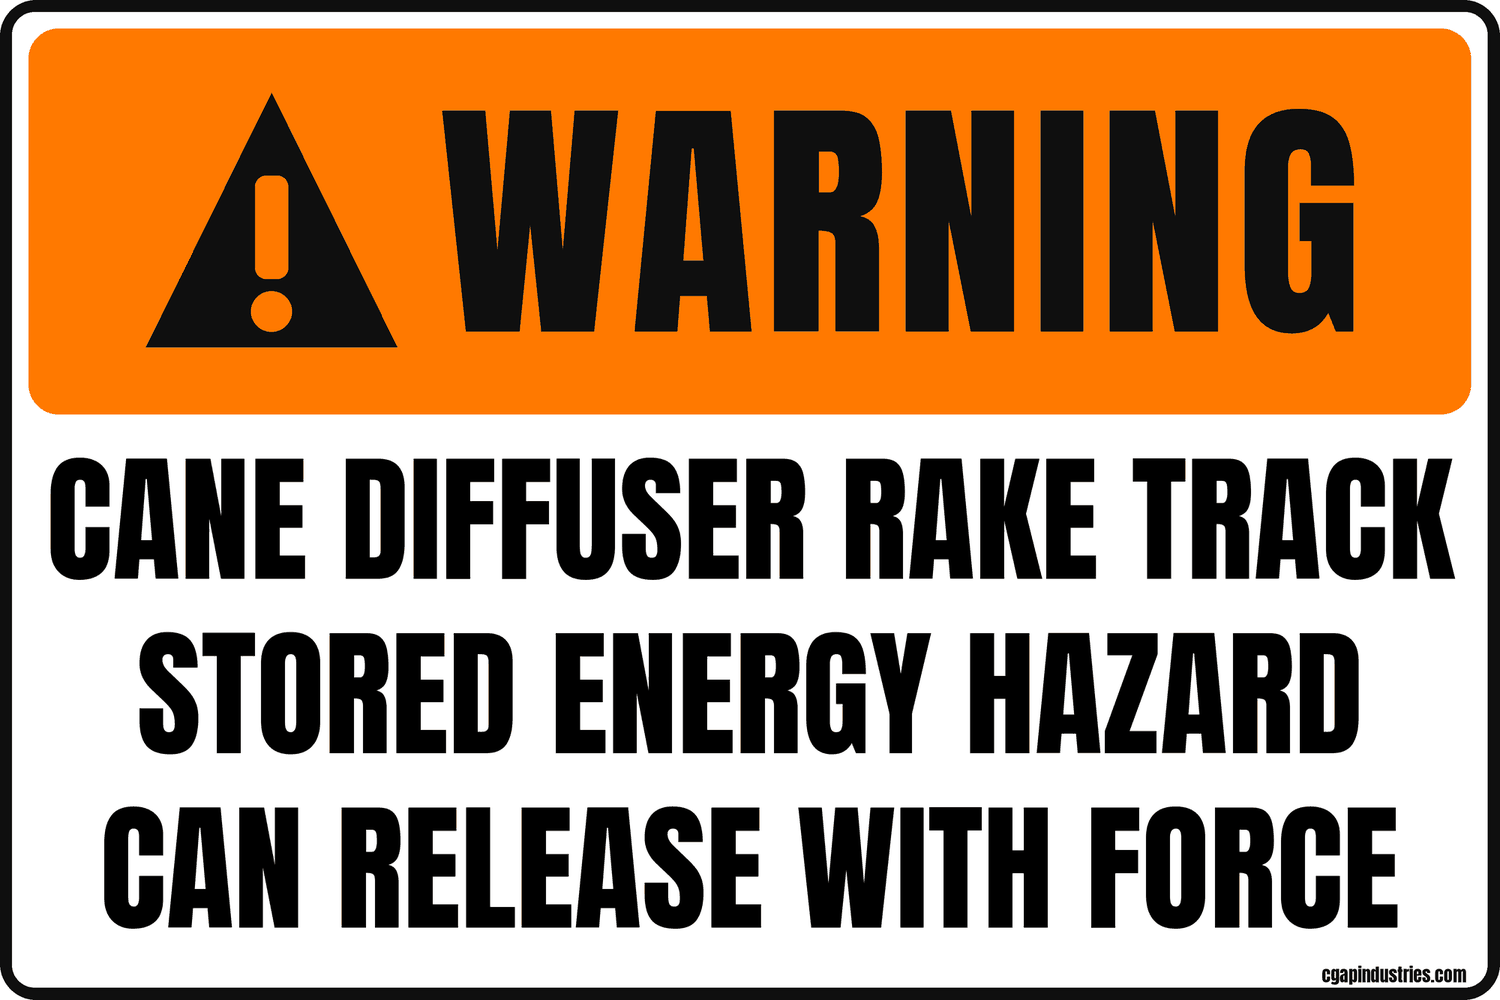 WARNING
CANE DIFFUSER RAKE TRACK
STORED ENERGY HAZARD
CAN RELEASE WITH FORCE
cgapindustries.com